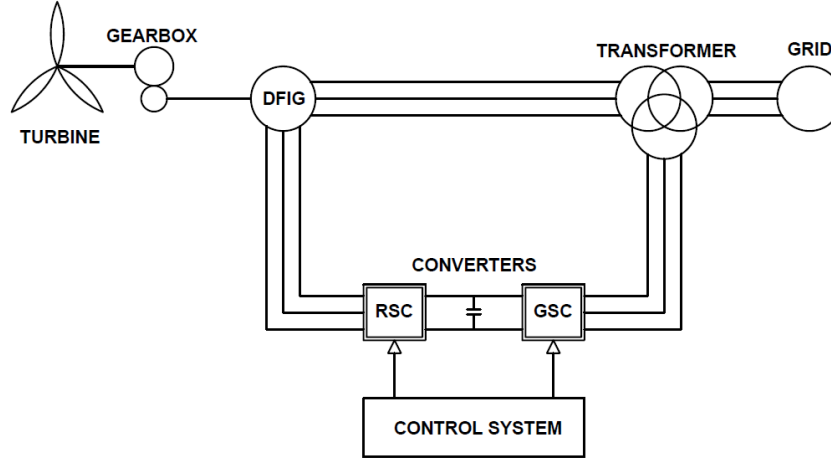 GEARBOX
TRANSFORMER
GRID
DFIG
TURBINE
CONVERTERS
RSC
GSC
CONTROL SYSTEM